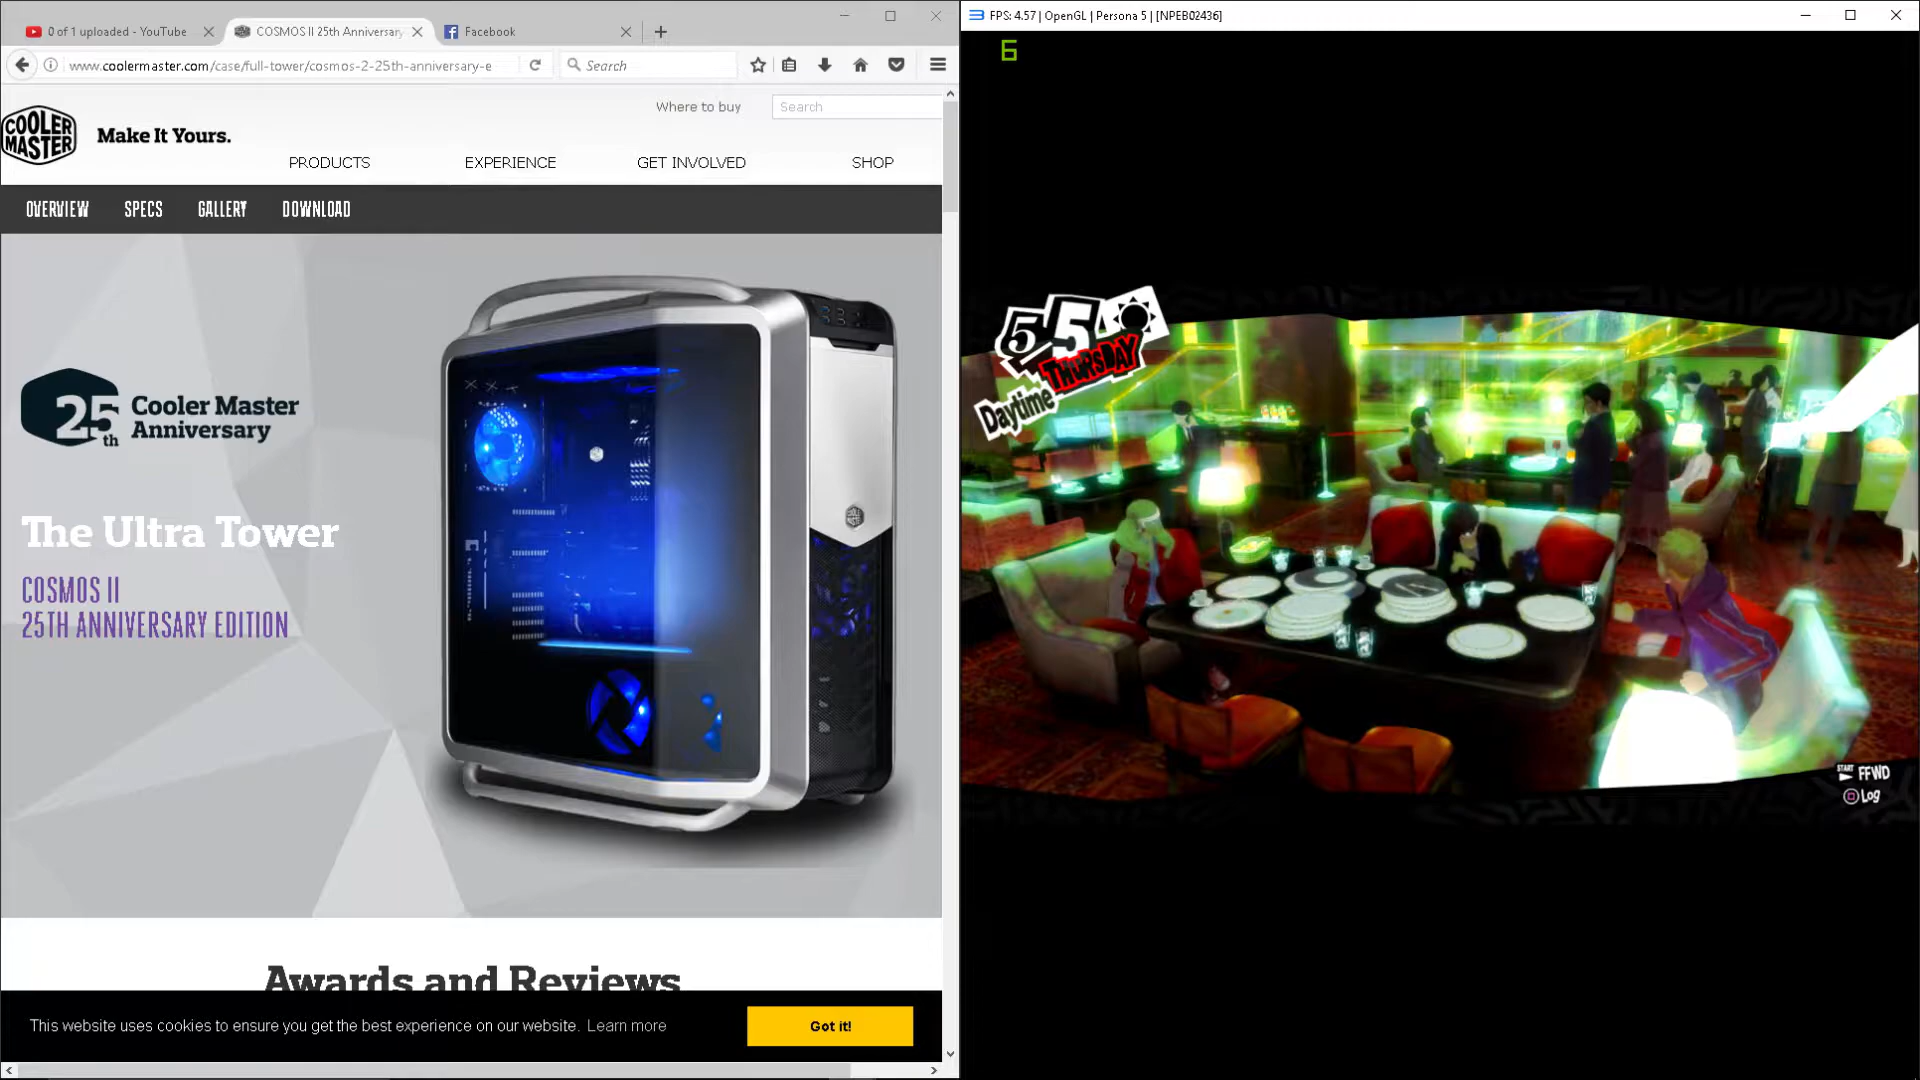 0 of 1 uploaded - YouTube
COSMOS II 25th Anniversary
Facebook
www.coolermaster.com/case/full-tower/cosmos-2-25th-anniversary-e
Search
COOLER MASTER
Make It Yours.
Where to buy
Search
PRODUCTS
EXPERIENCE
GET INVOLVED
SHOP
OVERVIEW
SPECS
GALLERY
DOWNLOAD
25th
Cooler Master
Anniversary
The Ultra Tower
COSMOS II
25TH ANNIVERSARY EDITION
Awards and Reviews
This website uses cookies to ensure you get the best experience on our website. Learn more
Got it!
FPS: 4.57 | OpenGL | Persona 5 | [NPEB02436]
6
5/5
THURSDAY
Daytime
START FFWD
Log